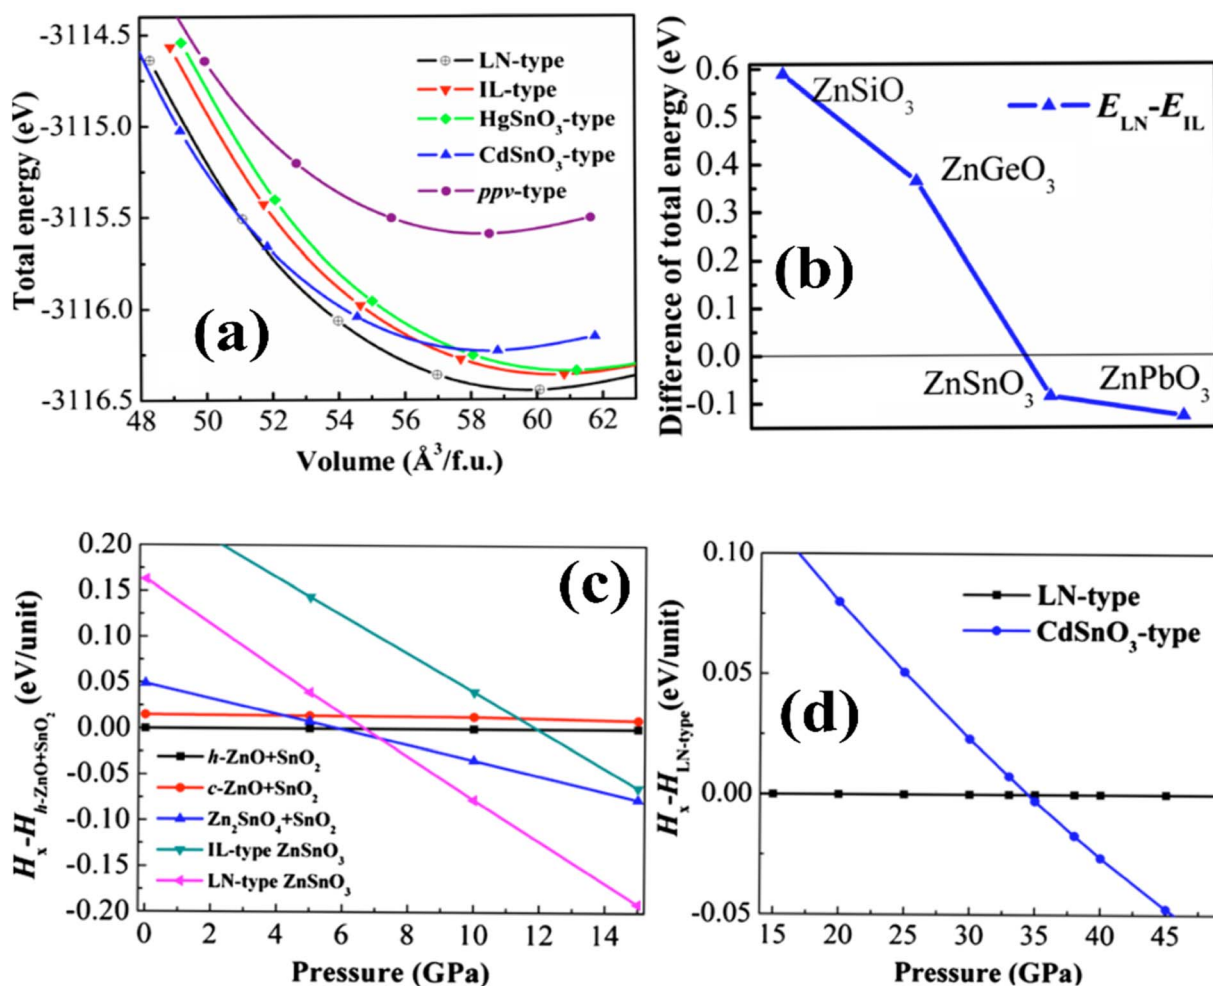 (a)
Total energy (eV)
-3114.5
-3115.0
-3115.5
-3116.0
-3116.5
48 50 52 54 56 58 60 62
Volume (Å³/f.u.)
LN-type
IL-type
HgSnO₃-type
CdSnO₃-type
ppv-type
(b)
Difference of total energy (eV)
0.6
0.5
0.4
0.3
0.2
0.1
0.0
-0.1
E_LN-E_IL
ZnSiO₃
ZnGeO₃
ZnSnO₃
ZnPbO₃
(c)
Hₓ-H_h-ZnO+SnO₂ (eV/unit)
0.20
0.15
0.10
0.05
0.00
-0.05
-0.10
-0.15
-0.20
h-ZnO+SnO₂
c-ZnO+SnO₂
Zn₂SnO₄+SnO₂
IL-type ZnSnO₃
LN-type ZnSnO₃
0 2 4 6 8 10 12 14
Pressure (GPa)
(d)
Hₓ-H_LN-type(eV/unit)
0.10
0.05
0.00
-0.05
LN-type
CdSnO₃-type
15 20 25 30 35 40 45
Pressure (GPa)